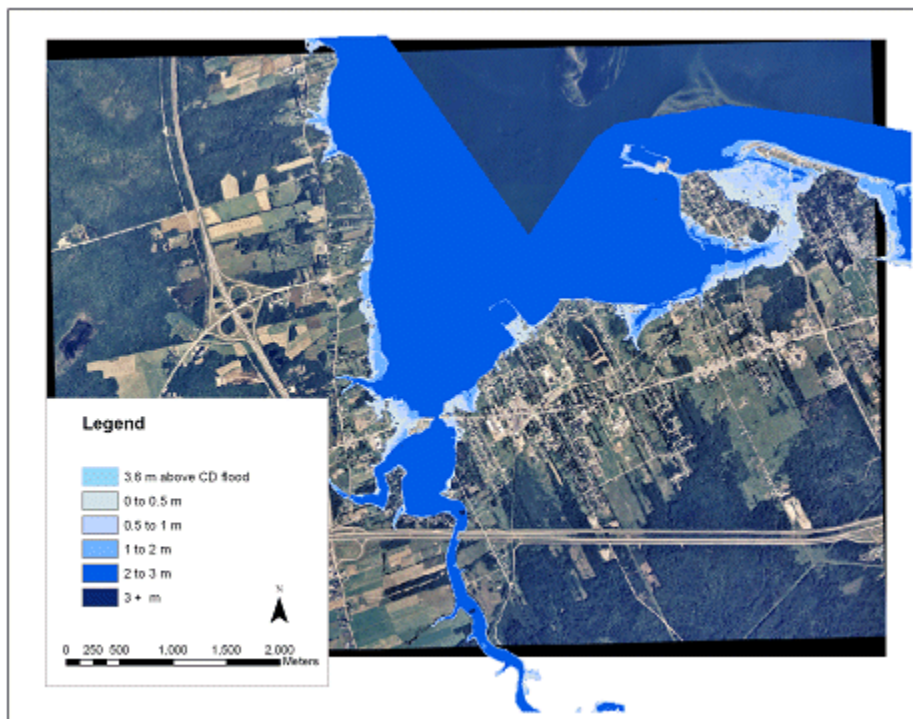 Legend
3.6 m above CD flood
0 to 0.5 m
0.5 to 1 m
1 to 2 m
2 to 3 m
3 + m
N
0 250 500 1,000 1,500 2,000
Meters